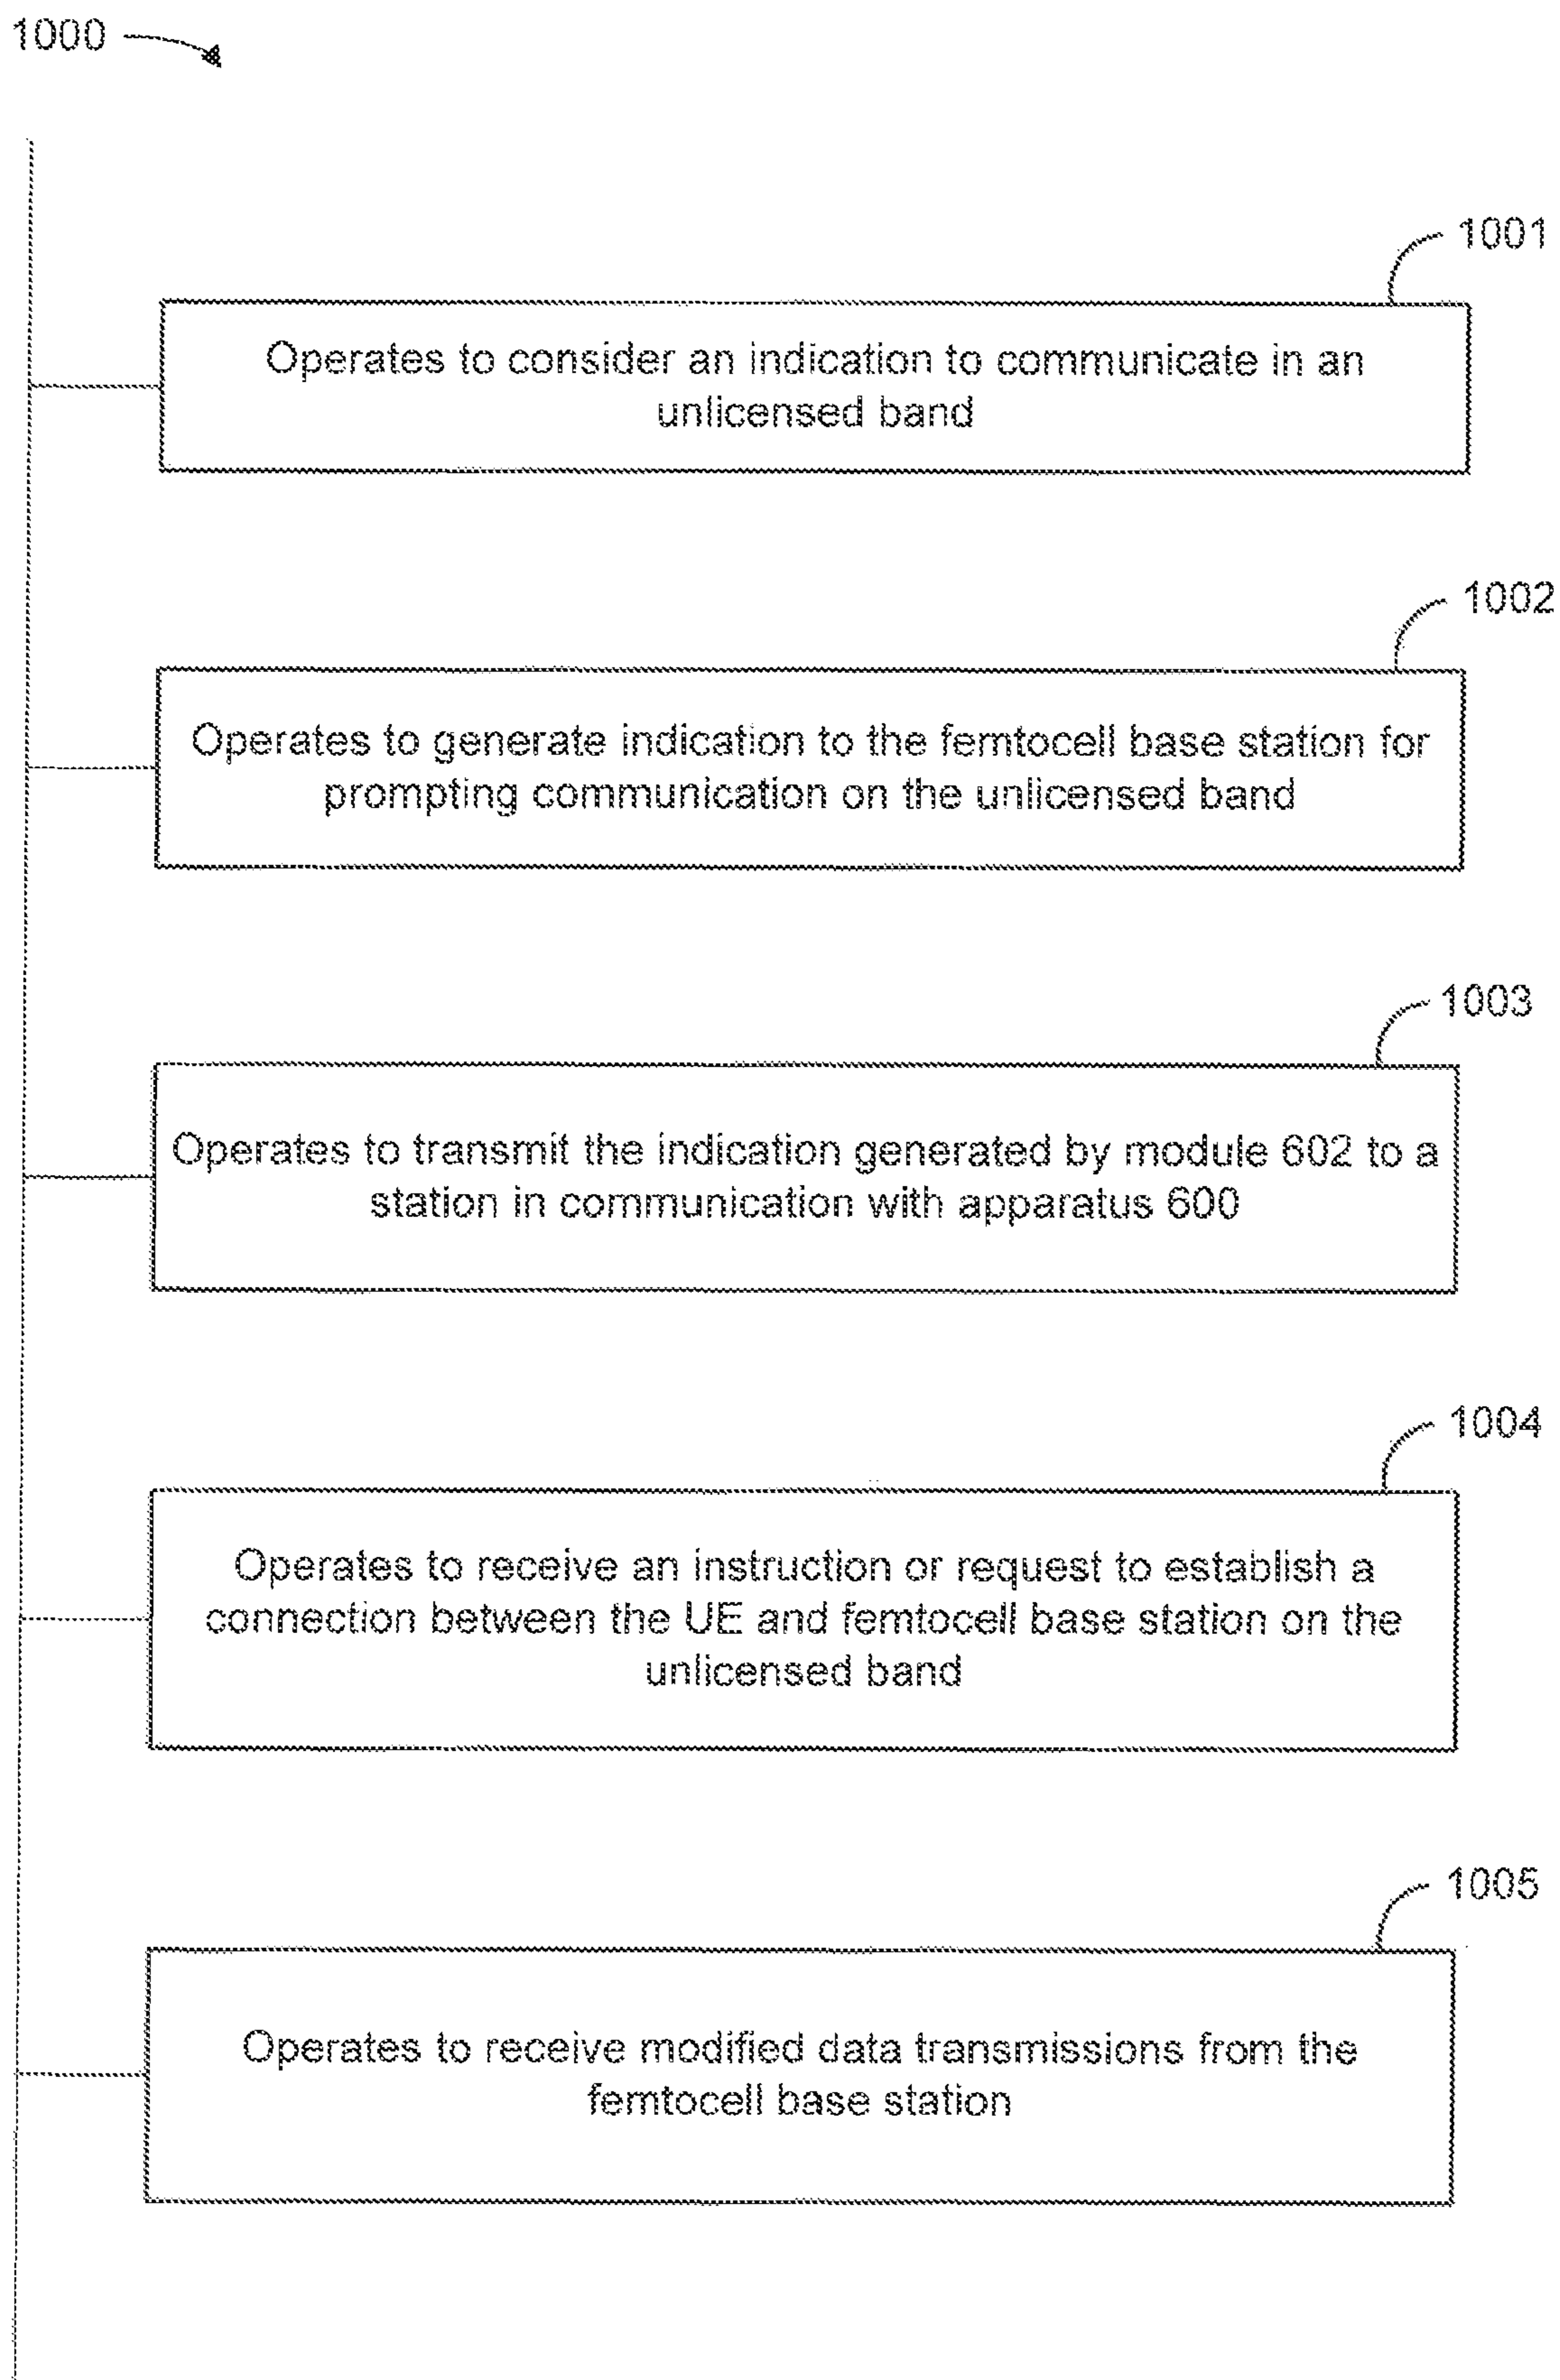 1000
1001
Operates to consider an indication to communicate in an
unlicensed band
1002
Operates to generate indication to the femtocell base station for
prompting communication on the unlicensed band
1003
Operates to transmit the indication generated by module 602 to a
station in communication with apparatus 600
1004
Operates to receive an instruction or request to establish a
connection between the UE and femtocell base station on the
unlicensed band
1005
Operates to receive modified data transmissions from the
femtocell base station